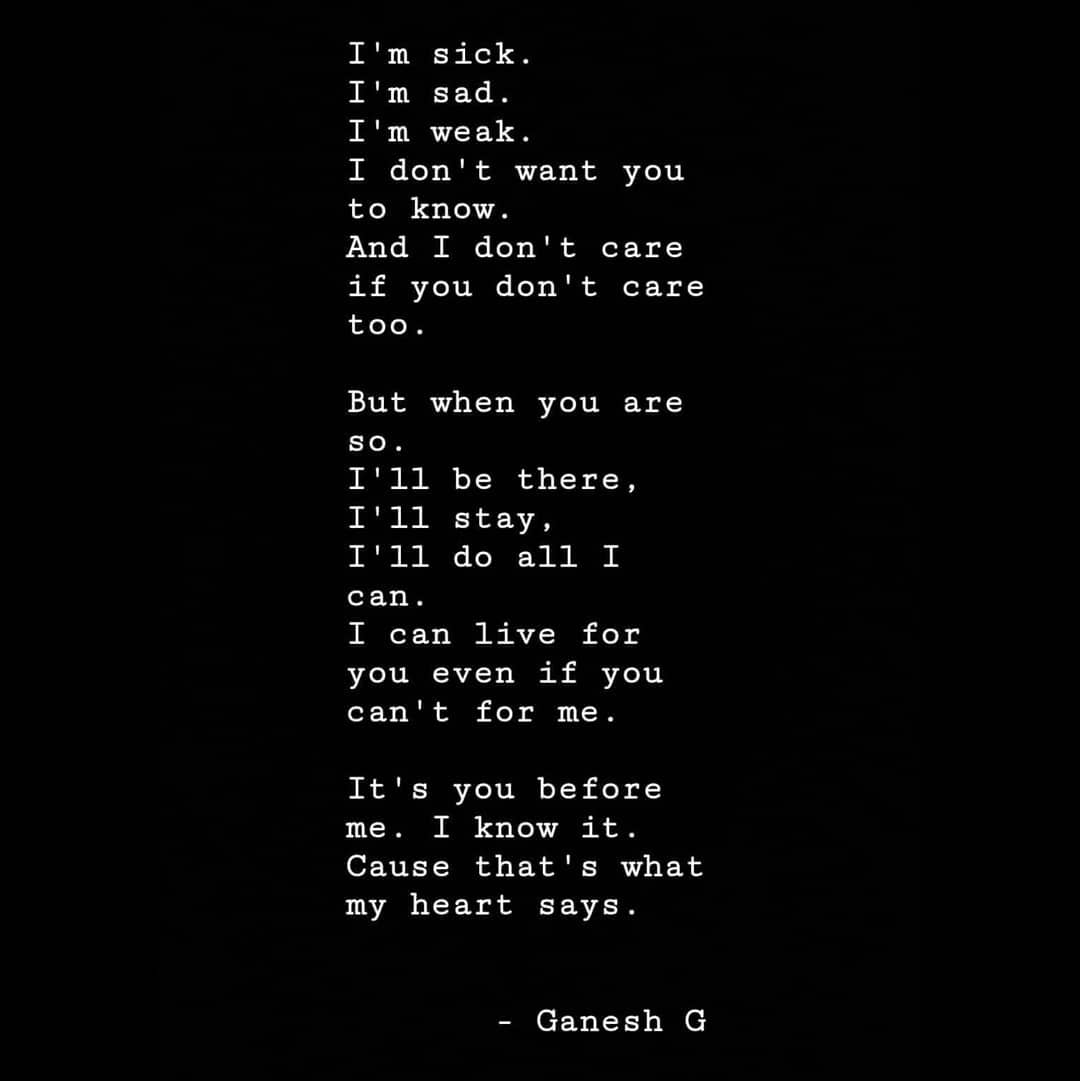 I'm sick.
I'm sad.
I'm weak.
I don't want you
to know.
And I don't care
if you don't care
too.
But when you are
so.
I'll be there,
I'll stay,
I'll do all I
can.
I can live for
you even if you
can't for me.
It's you before
me. I know it.
Cause that's what
my heart says.
- Ganesh G